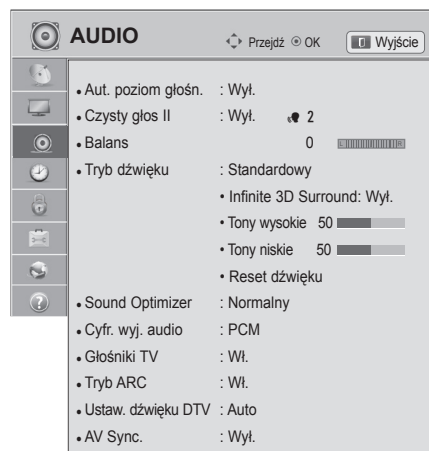 AUDIO Przejdź OK Wyjście
• Aut. poziom głośn. : Wył.
• Czysty głos II : Wył. 2
• Balans 0 L R
• Tryb dźwięku : Standardowy
• Infinite 3D Surround: Wył.
• Tony wysokie 50
• Tony niskie 50
• Reset dźwięku
• Sound Optimizer : Normalny
• Cyfr. wyj. audio : PCM
• Głośniki TV : Wł.
• Tryb ARC : Wł.
• Ustaw. dźwięku DTV : Auto
• AV Sync. : Wył.